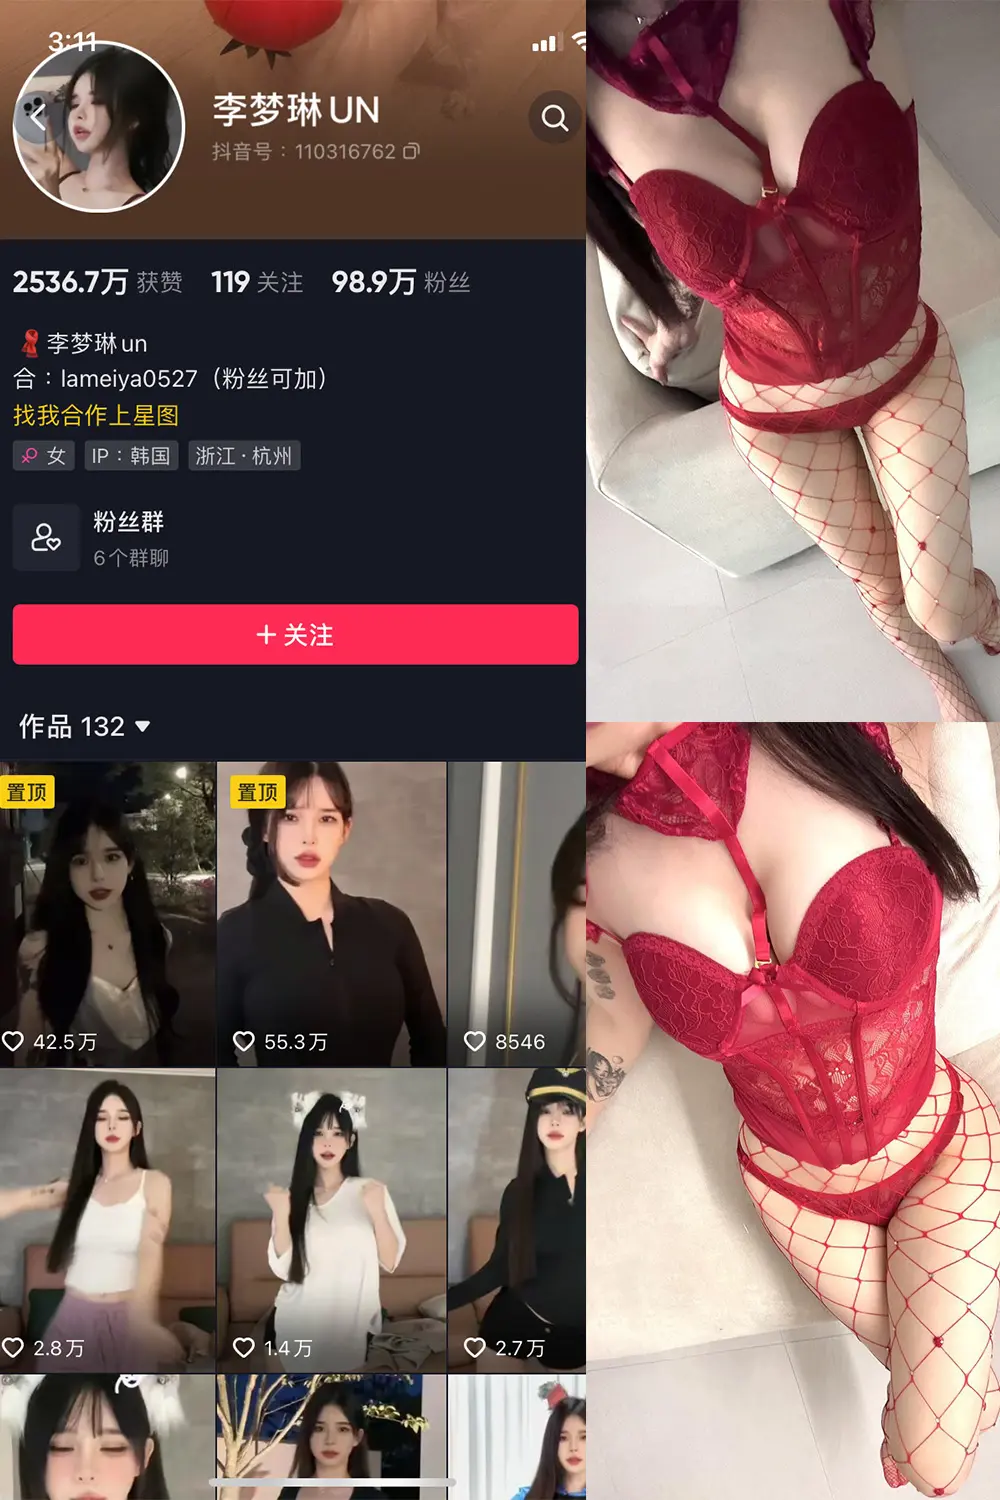 3:11
李梦琳UN
抖音号：110316762
2536.7万 获赞 119 关注 98.9万 粉丝
李梦琳un
合：lameiya0527（粉丝可加）
找我合作上星图
女 IP：韩国 浙江·杭州
粉丝群
6个群聊
+ 关注
作品 132
置顶 置顶
42.5万 55.3万 8546
2.8万 1.4万 2.7万